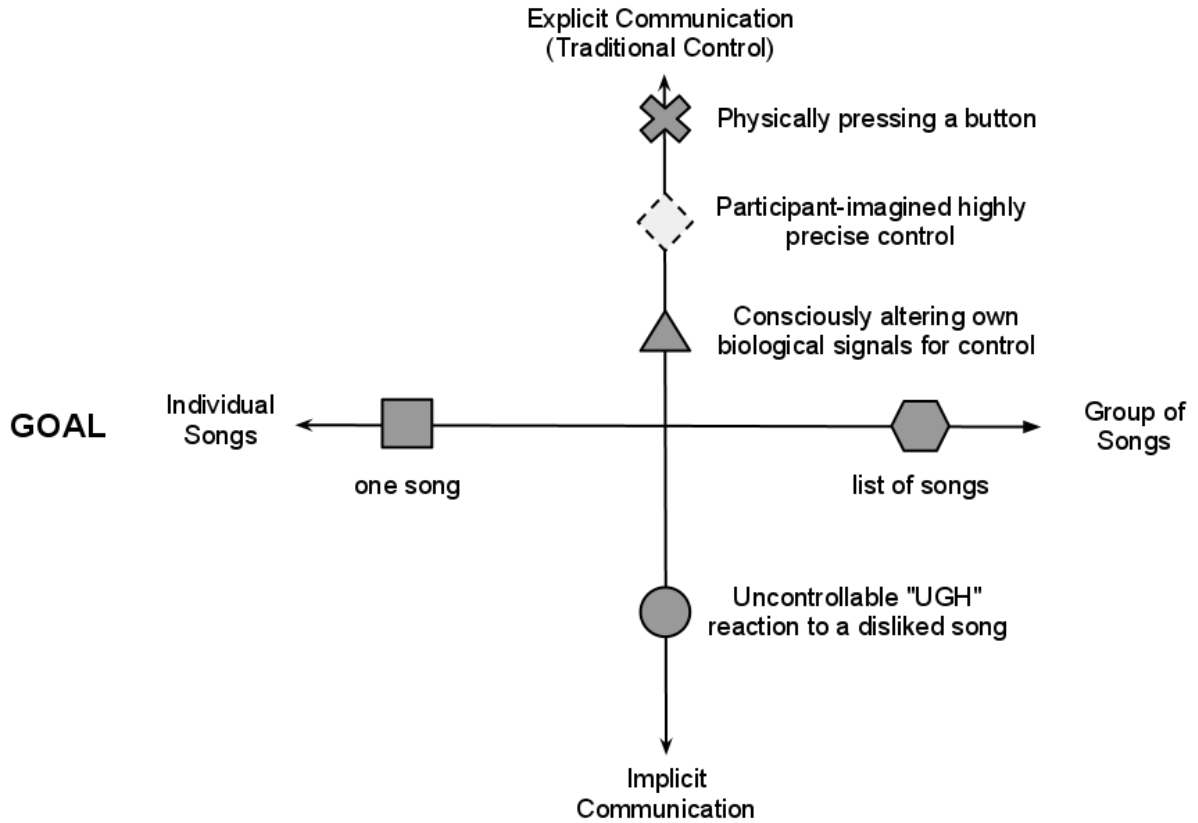 Explicit Communication
(Traditional Control)
Physically pressing a button
Participant-imagined highly
precise control
Consciously altering own
biological signals for control
GOAL
Individual
Songs
Group of
Songs
one song
list of songs
Uncontrollable "UGH"
reaction to a disliked song
Implicit
Communication